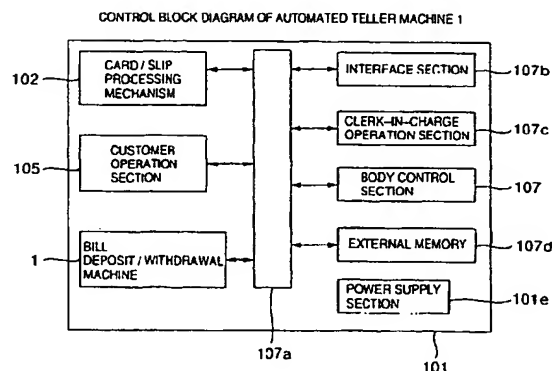 CONTROL BLOCK DIAGRAM OF AUTOMATED TELLER MACHINE 1
102
CARD / SLIP
PROCESSING
MECHANISM
INTERFACE SECTION
107b
CLERK-IN-CHARGE
OPERATION SECTION
107c
105
CUSTOMER
OPERATION
SECTION
BODY CONTROL
SECTION
107
1
BILL
DEPOSIT / WITHDRAWAL
MACHINE
EXTERNAL MEMORY
107d
POWER SUPPLY
SECTION
101e
107a
101